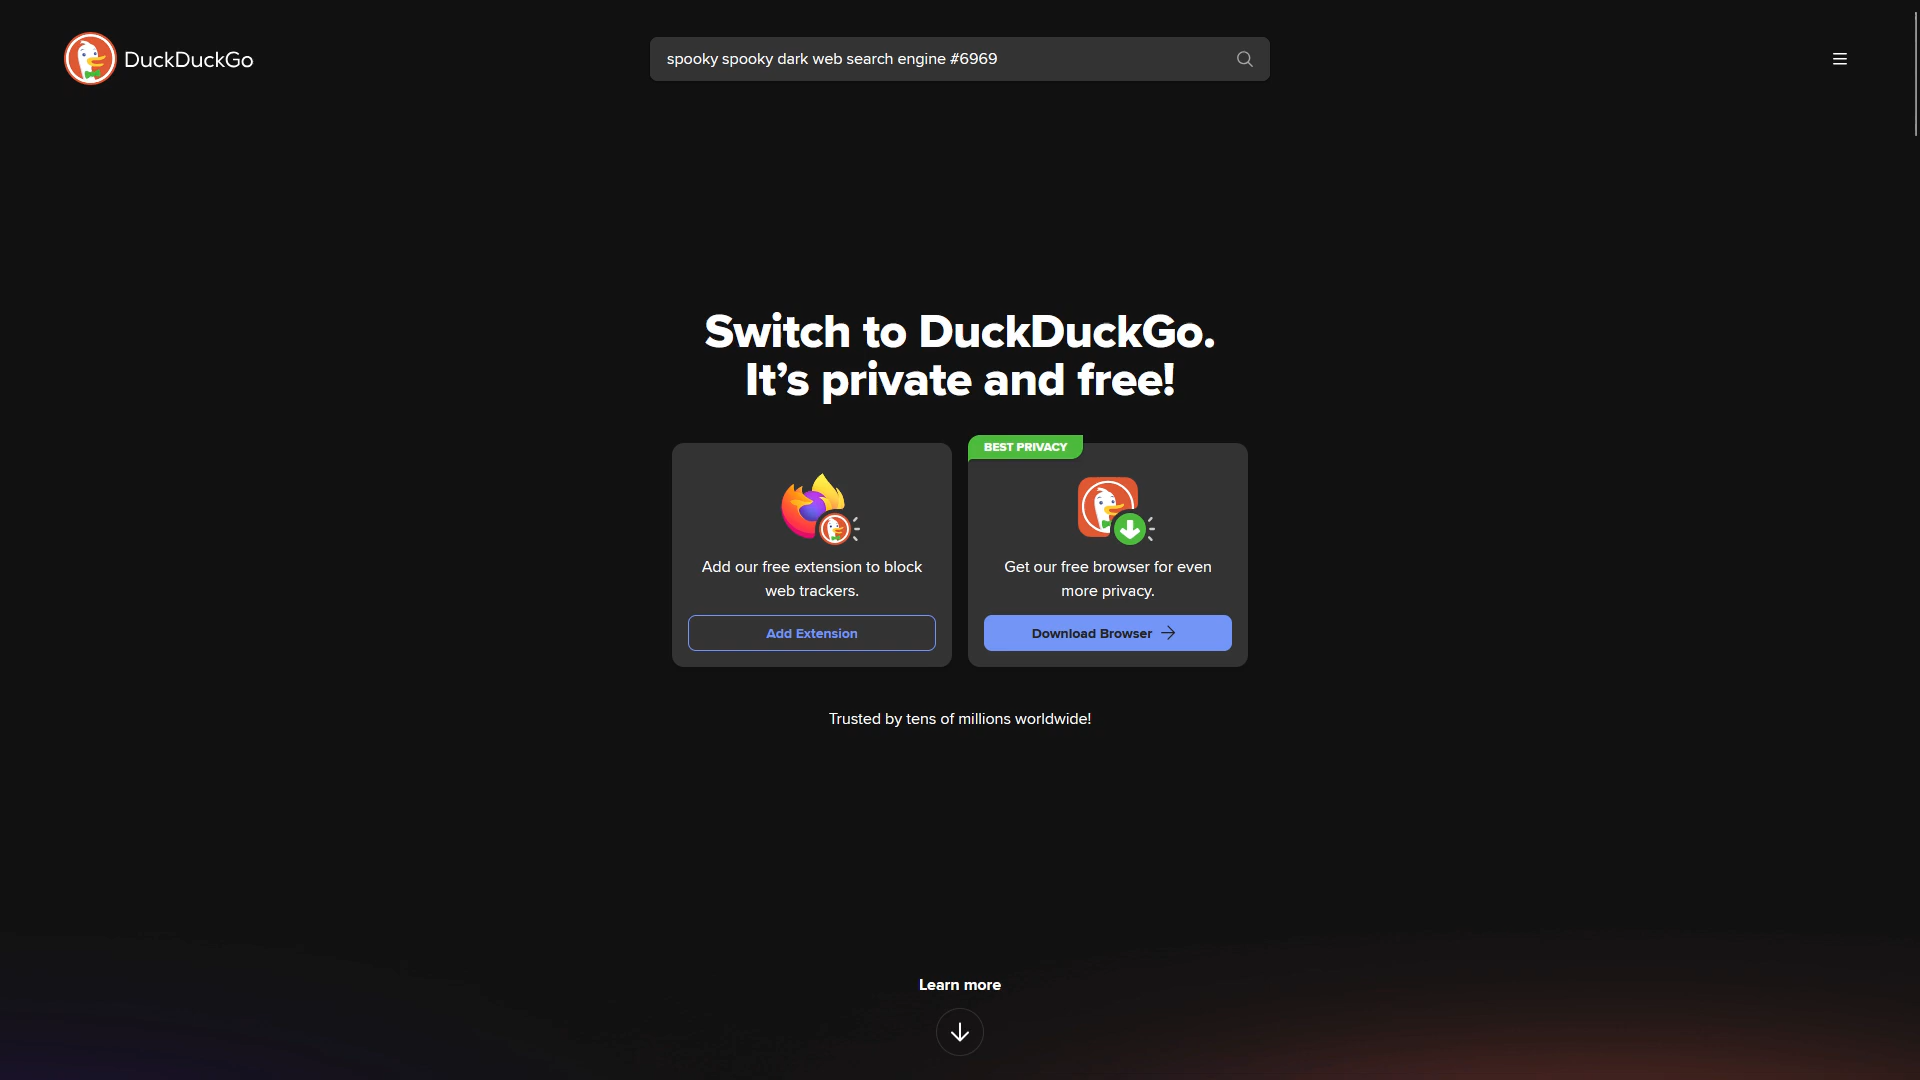 DuckDuckGo
spooky spooky dark web search engine #6969
Switch to DuckDuckGo.
It’s private and free!
Add our free extension to block
web trackers.
Add Extension
BEST PRIVACY
Get our free browser for even
more privacy.
Download Browser
Trusted by tens of millions worldwide!
Learn more